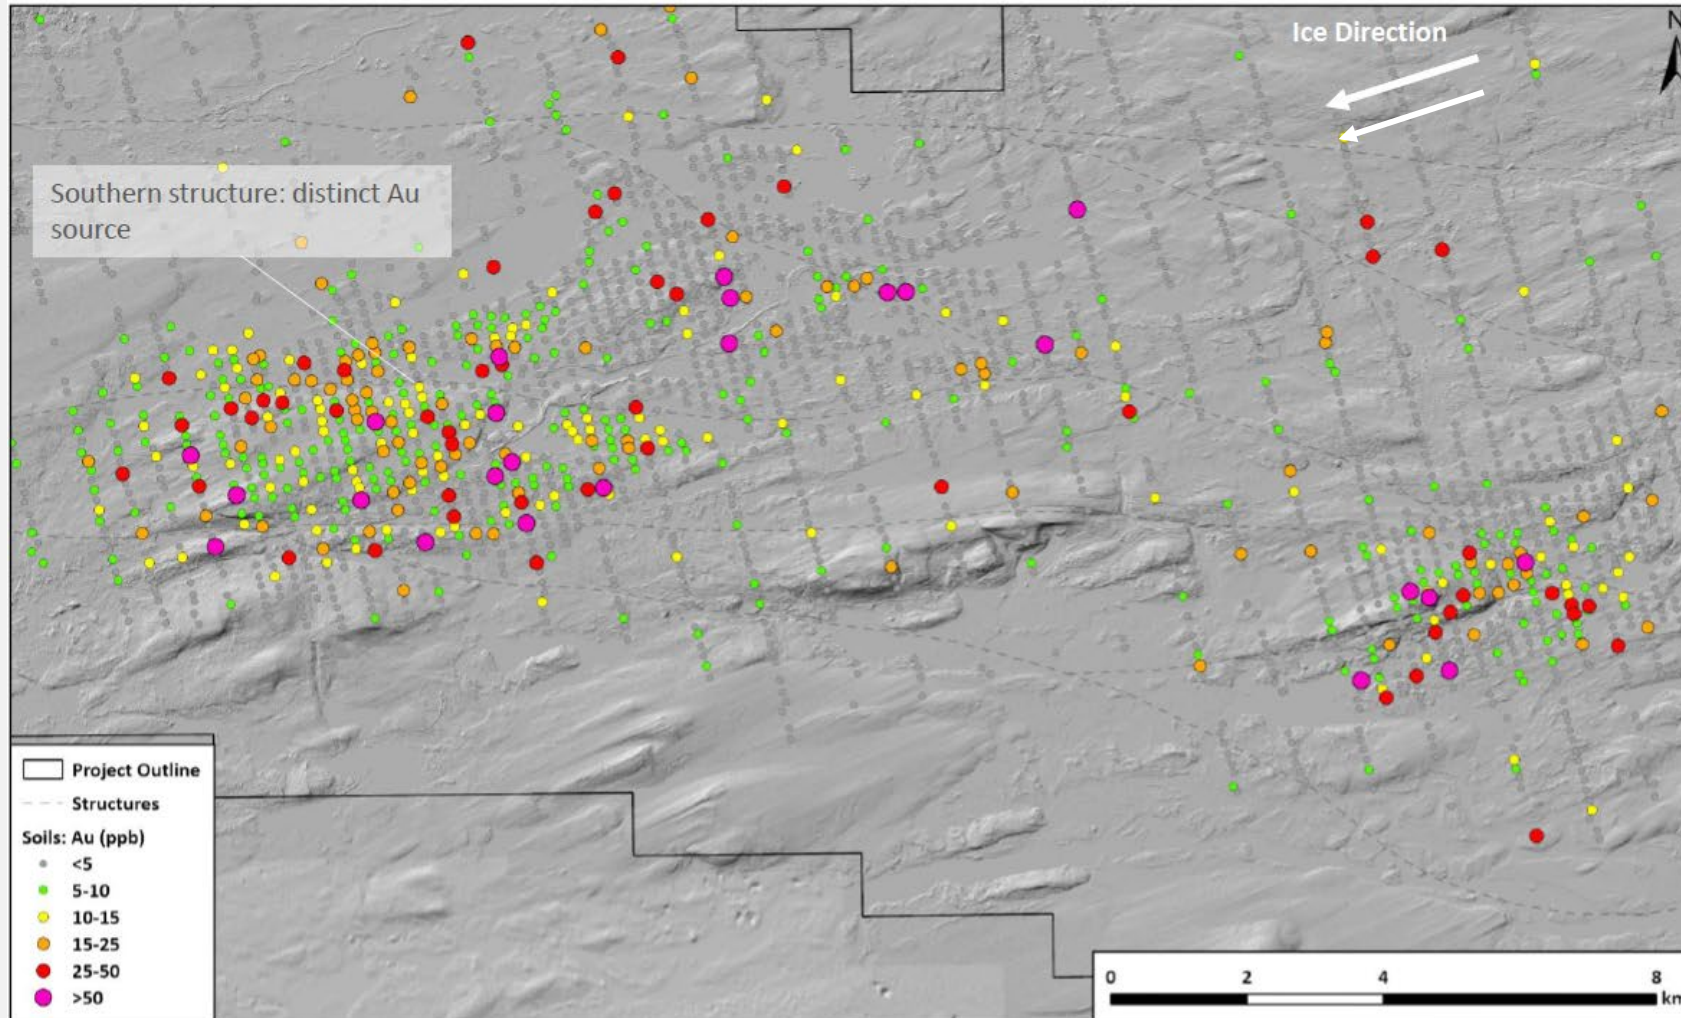 Ice Direction
N
Southern structure: distinct Au
source
Project Outline
Structures
Soils: Au (ppb)
<5
5-10
10-15
15-25
25-50
>50
0 2 4 8
km